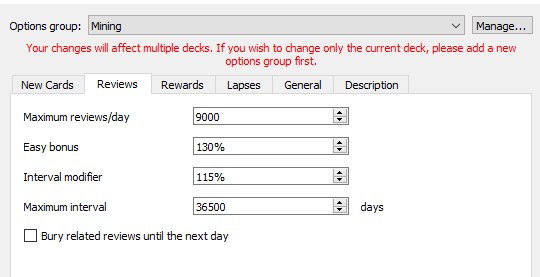 Options group: Mining Manage...
Your changes will affect multiple decks. If you wish to change only the current deck, please add a new
options group first.
New Cards Reviews Rewards Lapses General Description
Maximum reviews/day 9000
Easy bonus 130%
Interval modifier 115%
Maximum interval 36500 days
Bury related reviews until the next day